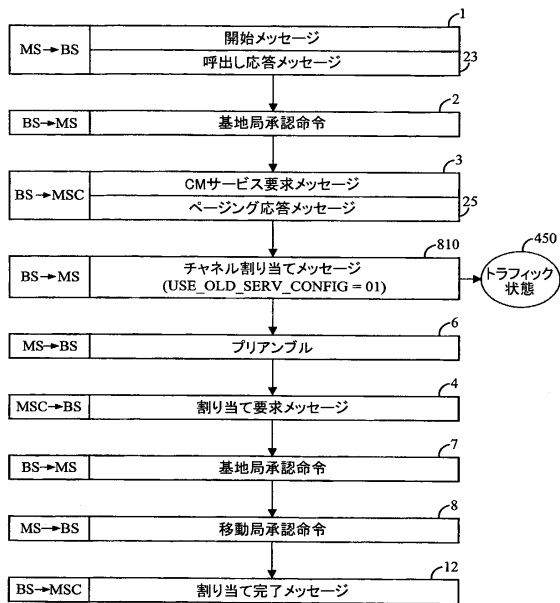 1
MS→BS
開始メッセージ
呼出し応答メッセージ
23
2
BS→MS
基地局承認命令
3
BS→MSC
CMサービス要求メッセージ
ページング応答メッセージ
25
810
450
BS→MS
チャネル割り当てメッセージ
(USE_OLD_SERV_CONFIG = 01)
トラフィック
状態
6
MS→BS
プリアンブル
4
MSC→BS
割り当て要求メッセージ
7
BS→MS
基地局承認命令
8
MS→BS
移動局承認命令
12
BS→MSC
割り当て完了メッセージ